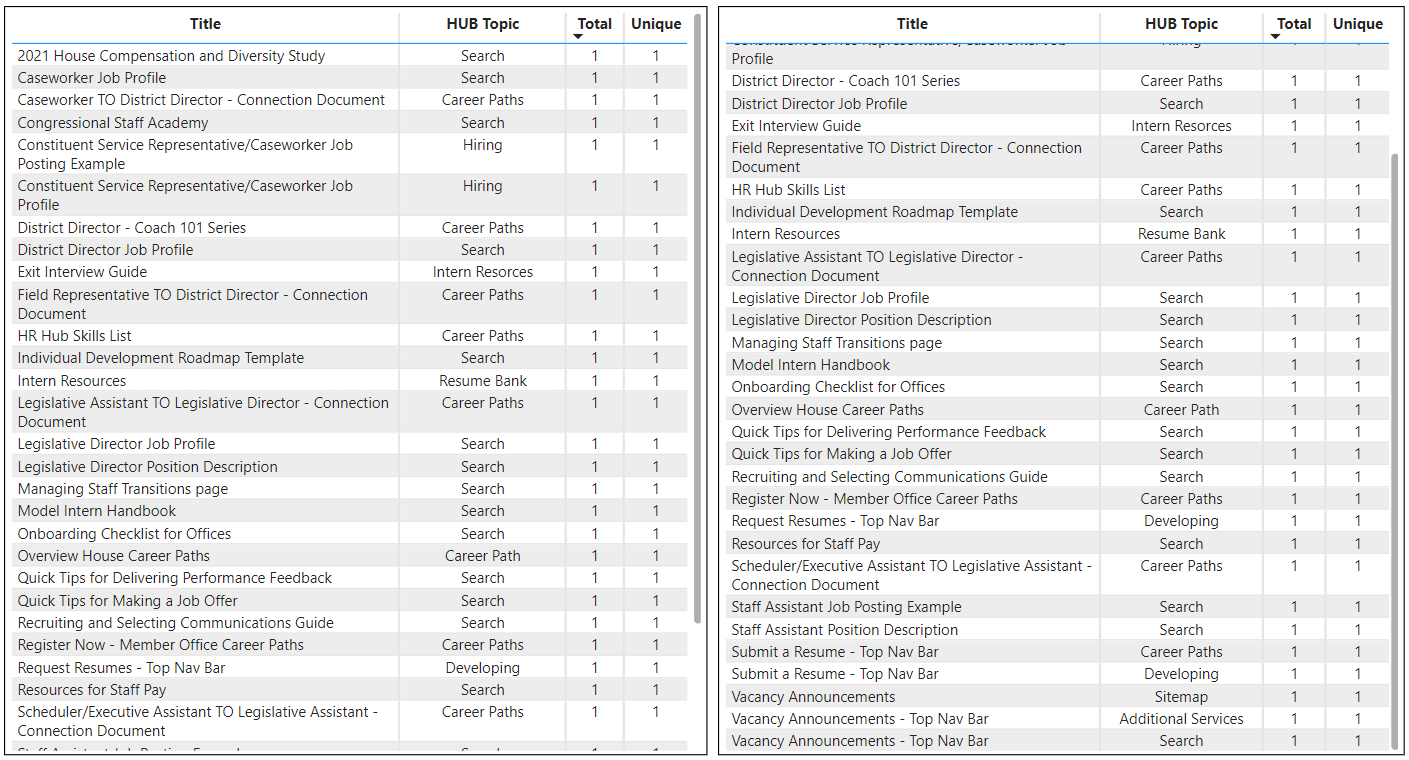 Title HUB Topic Total Unique
2021 House Compensation and Diversity Study Search 1 1
Caseworker Job Profile Search 1 1
Caseworker TO District Director - Connection Document Career Paths 1 1
Congressional Staff Academy Search 1 1
Constituent Service Representative/Caseworker Job Hiring 1 1
Posting Example
Constituent Service Representative/Caseworker Job Hiring 1 1
Profile
District Director - Coach 101 Series Career Paths 1 1
District Director Job Profile Search 1 1
Exit Interview Guide Intern Resorces 1 1
Field Representative TO District Director - Connection Career Paths 1 1
Document
HR Hub Skills List Career Paths 1 1
Individual Development Roadmap Template Search 1 1
Intern Resources Resume Bank 1 1
Legislative Assistant TO Legislative Director - Connection Career Paths 1 1
Document
Legislative Director Job Profile Search 1 1
Legislative Director Position Description Search 1 1
Managing Staff Transitions page Search 1 1
Model Intern Handbook Search 1 1
Onboarding Checklist for Offices Search 1 1
Overview House Career Paths Career Path 1 1
Quick Tips for Delivering Performance Feedback Search 1 1
Quick Tips for Making a Job Offer Search 1 1
Recruiting and Selecting Communications Guide Search 1 1
Register Now - Member Office Career Paths Career Paths 1 1
Request Resumes - Top Nav Bar Developing 1 1
Resources for Staff Pay Search 1 1
Scheduler/Executive Assistant TO Legislative Assistant - Career Paths 1 1
Connection Document
Title HUB Topic Total Unique
Profile
District Director - Coach 101 Series Career Paths 1 1
District Director Job Profile Search 1 1
Exit Interview Guide Intern Resorces 1 1
Field Representative TO District Director - Connection Career Paths 1 1
Document
HR Hub Skills List Career Paths 1 1
Individual Development Roadmap Template Search 1 1
Intern Resources Resume Bank 1 1
Legislative Assistant TO Legislative Director - Career Paths 1 1
Connection Document
Legislative Director Job Profile Search 1 1
Legislative Director Position Description Search 1 1
Managing Staff Transitions page Search 1 1
Model Intern Handbook Search 1 1
Onboarding Checklist for Offices Search 1 1
Overview House Career Paths Career Path 1 1
Quick Tips for Delivering Performance Feedback Search 1 1
Quick Tips for Making a Job Offer Search 1 1
Recruiting and Selecting Communications Guide Search 1 1
Register Now - Member Office Career Paths Career Paths 1 1
Request Resumes - Top Nav Bar Developing 1 1
Resources for Staff Pay Search 1 1
Scheduler/Executive Assistant TO Legislative Assistant - Career Paths 1 1
Connection Document
Staff Assistant Job Posting Example Search 1 1
Staff Assistant Position Description Search 1 1
Submit a Resume - Top Nav Bar Career Paths 1 1
Submit a Resume - Top Nav Bar Developing 1 1
Vacancy Announcements Sitemap 1 1
Vacancy Announcements - Top Nav Bar Additional Services 1 1
Vacancy Announcements - Top Nav Bar Search 1 1